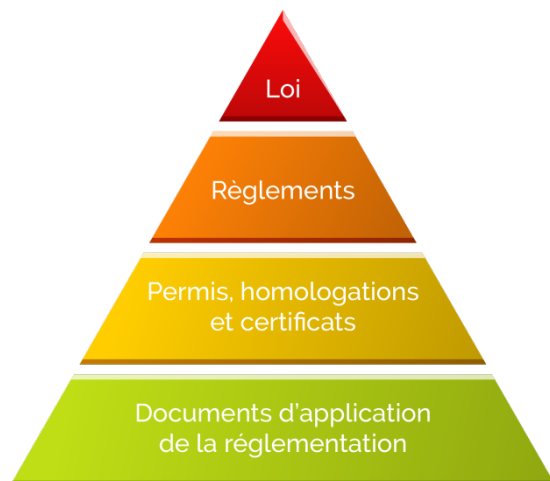 Loi
Règlements
Permis, homologations
et certificats
Documents d’application
de la réglementation